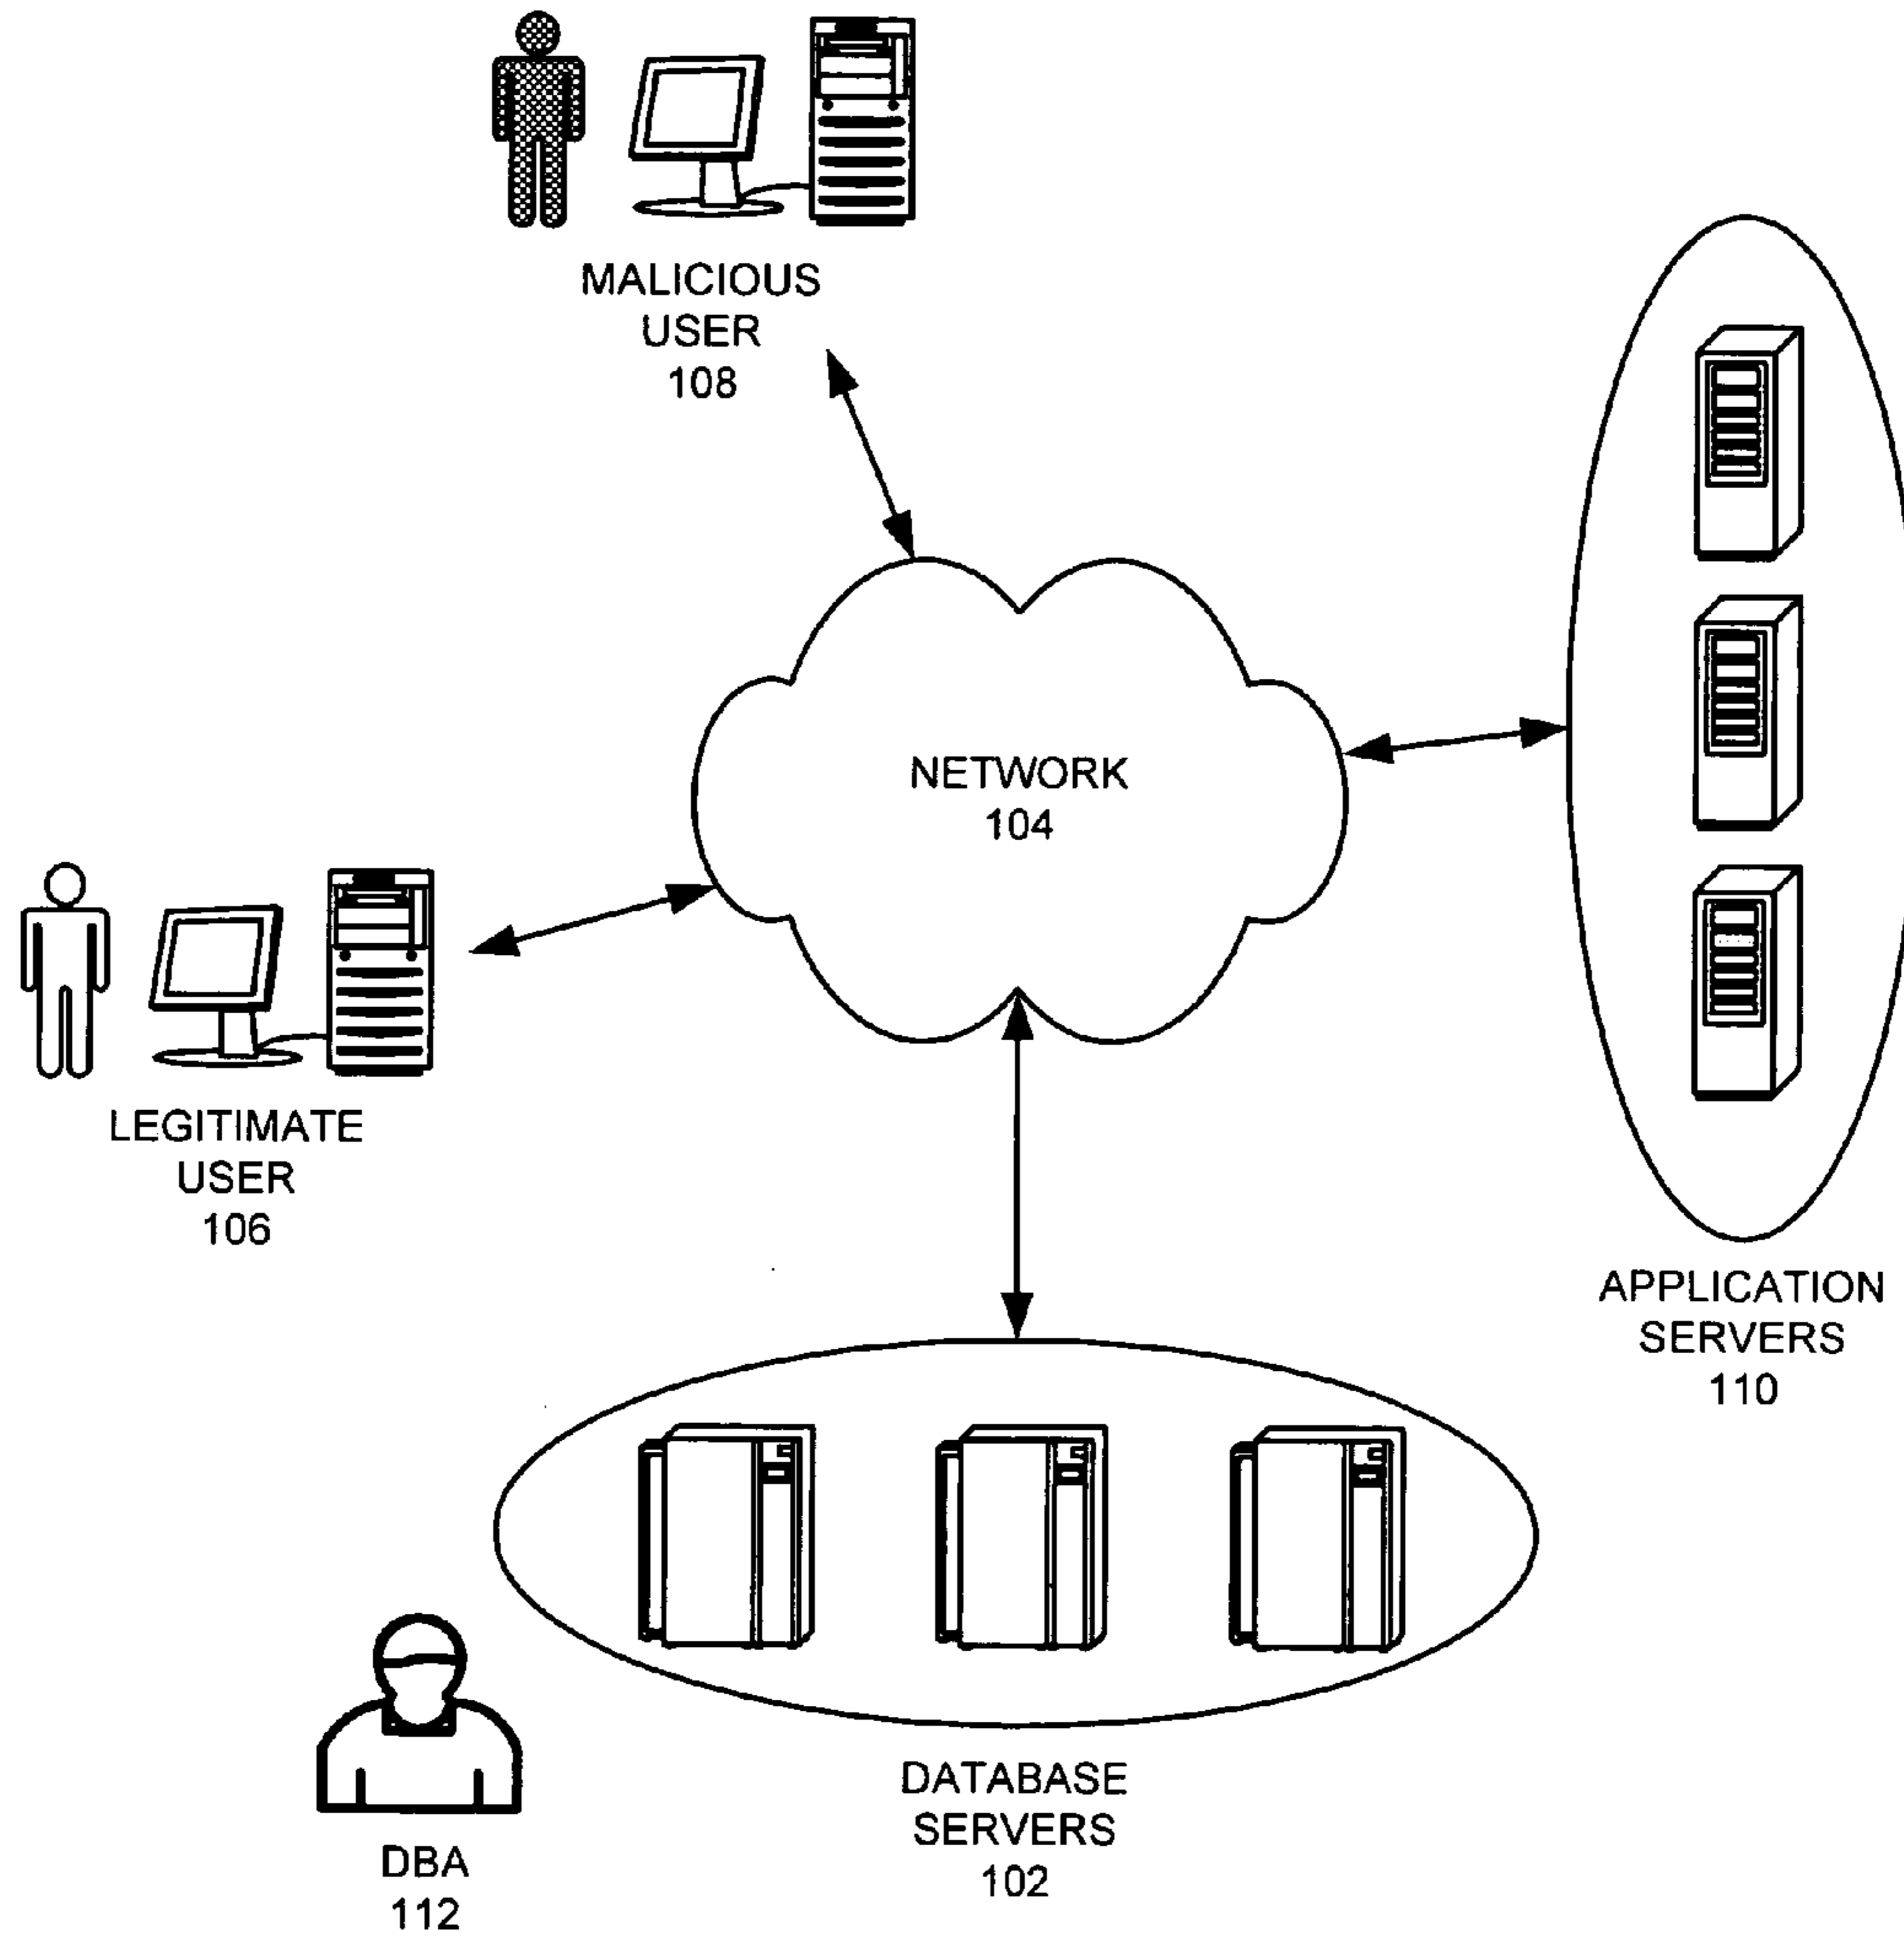 MALICIOUS
USER
108
NETWORK
104
LEGITIMATE
USER
106
APPLICATION
SERVERS
110
DATABASE
SERVERS
102
DBA
112